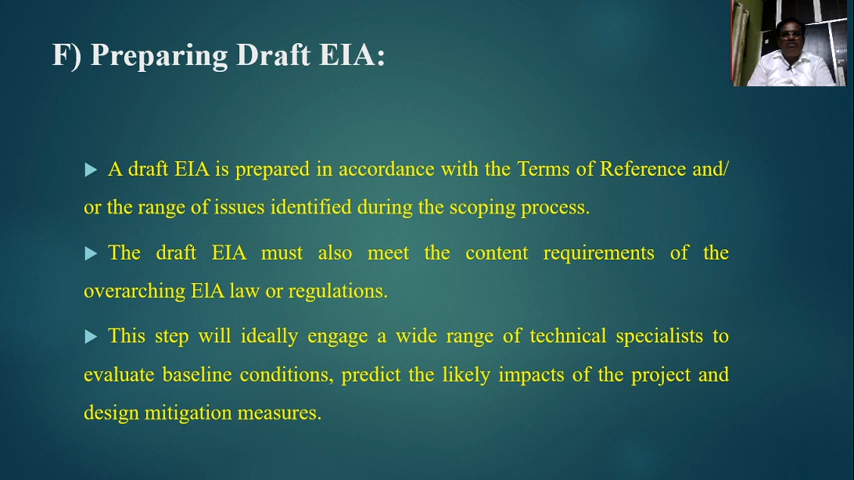 F) Preparing Draft EIA:
A draft EIA is prepared in accordance with the Terms of Reference and/
or the range of issues identified during the scoping process.
The draft EIA must also meet the content requirements of the
overarching ElA law or regulations.
This step will ideally engage a wide range of technical specialists to
evaluate baseline conditions, predict the likely impacts of the project and
design mitigation measures.